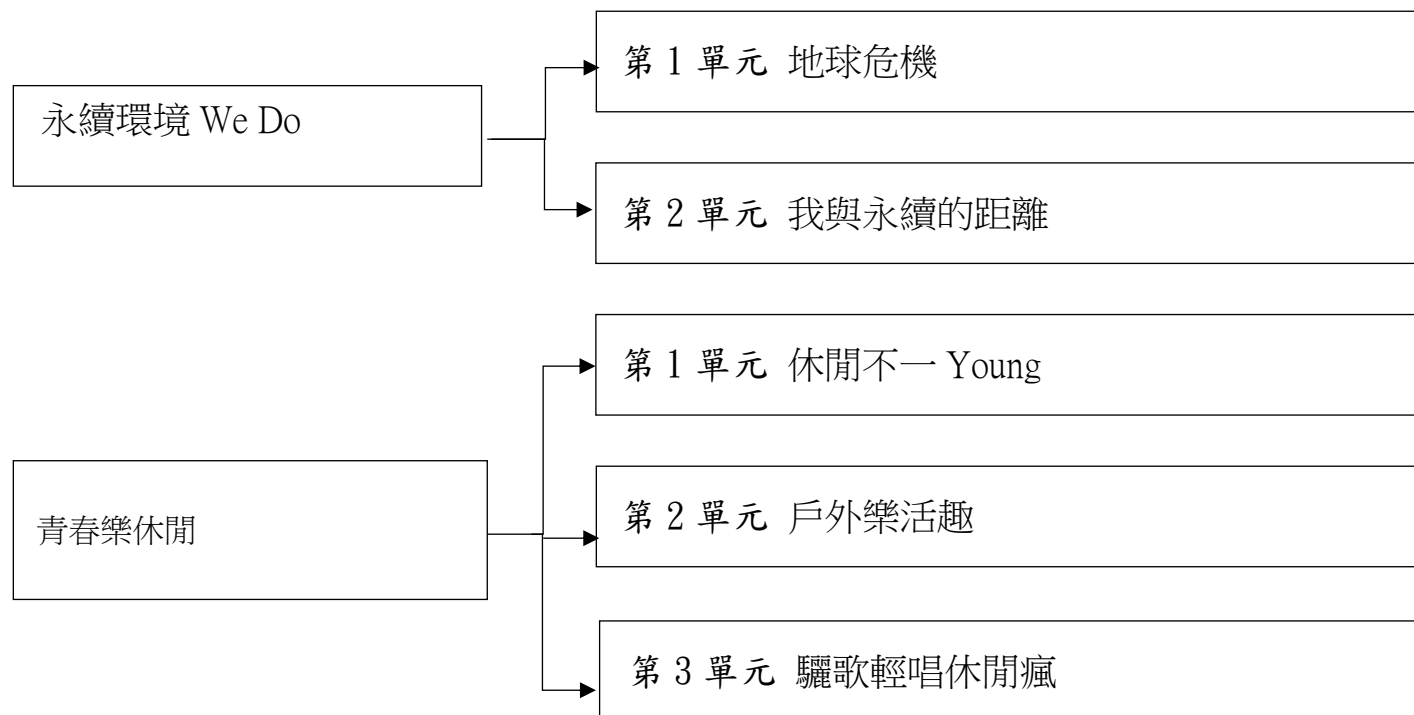 永續環境 We Do
第 1 單元 地球危機
第 2 單元 我與永續的距離
青春樂休閒
第 1 單元 休閒不一 Young
第 2 單元 戶外樂活趣
第 3 單元 驪歌輕唱休閒瘋